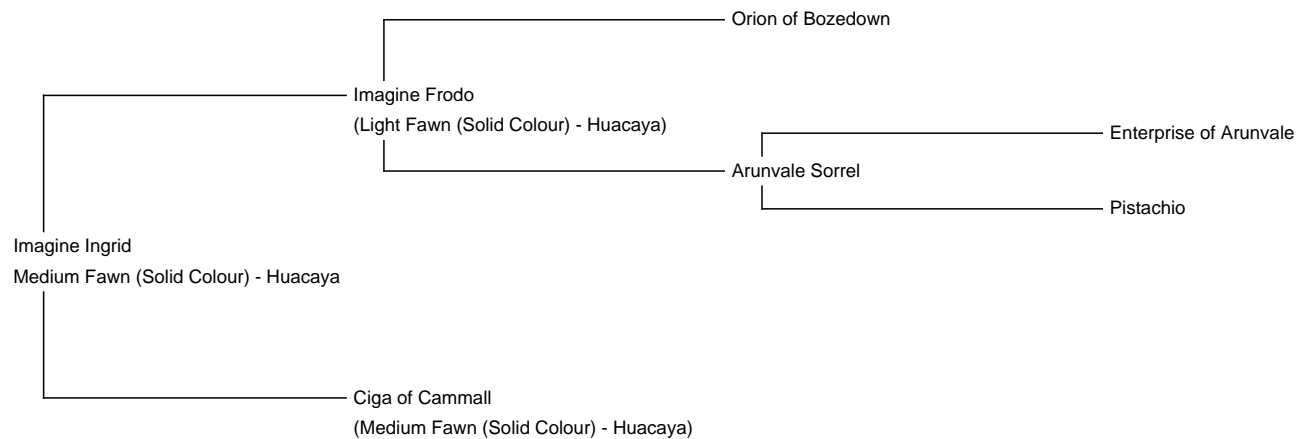 Orion of Bozedown
Imagine Frodo
(Light Fawn (Solid Colour) - Huacaya)
Enterprise of Arunvale
Arunvale Sorrel
Pistachio
Imagine Ingrid
Medium Fawn (Solid Colour) - Huacaya
Ciga of Cammall
(Medium Fawn (Solid Colour) - Huacaya)